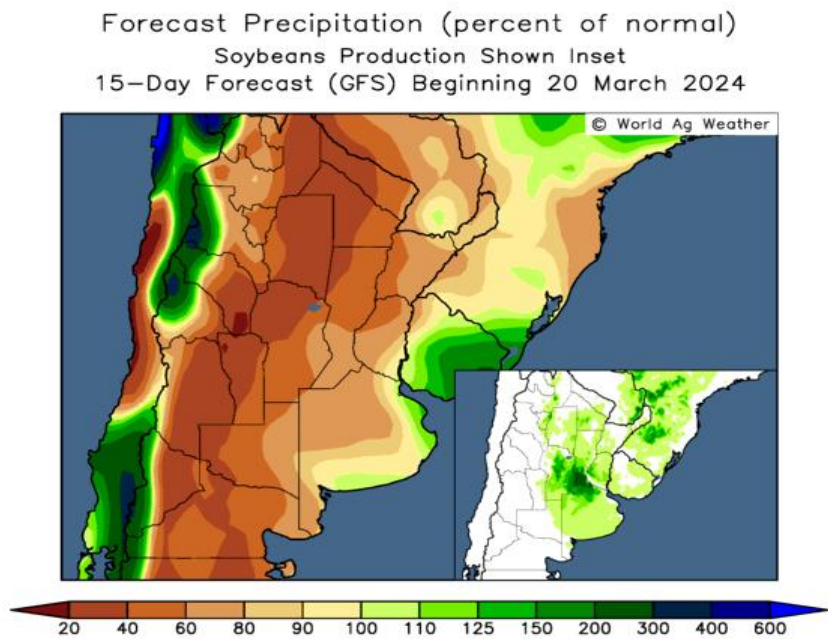 Forecast Precipitation (percent of normal)
Soybeans Production Shown Inset
15-Day Forecast (GFS) Beginning 20 March 2024
© World Ag Weather
20 40 60 80 90 100 110 125 150 200 300 400 600